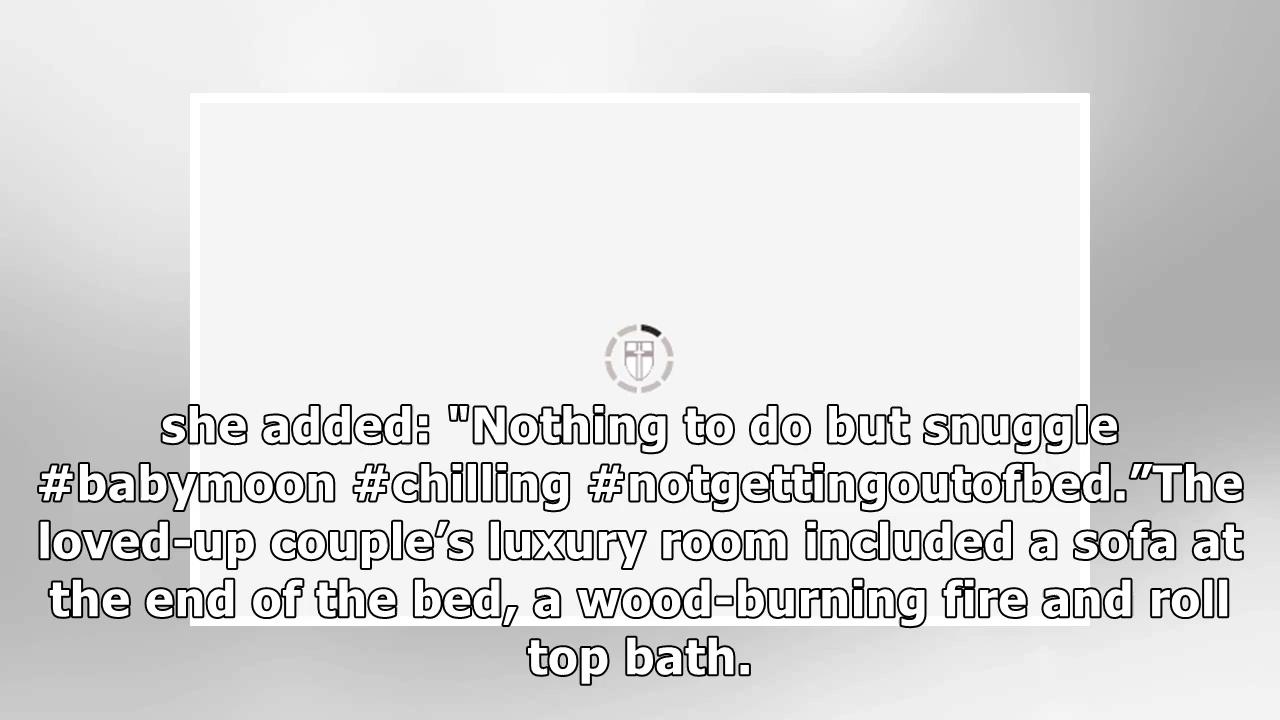 she added: "Nothing to do but snuggle
#babymoon #chilling #notgettingoutofbed.”The
loved-up couple’s luxury room included a sofa at
the end of the bed, a wood-burning fire and roll
top bath.